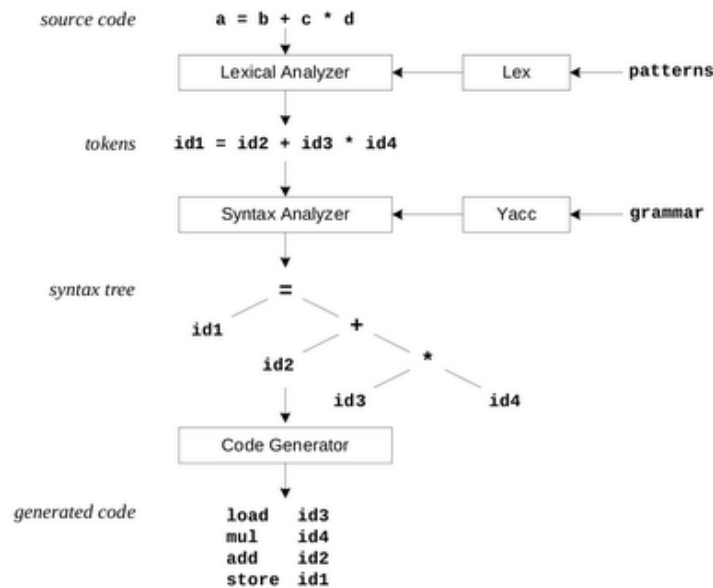 source code a = b + c * d
Lexical Analyzer Lex patterns
tokens id1 = id2 + id3 * id4
Syntax Analyzer Yacc grammar
syntax tree =
id1 +
id2 *
id3 id4
Code Generator
generated code load id3
mul id4
add id2
store id1